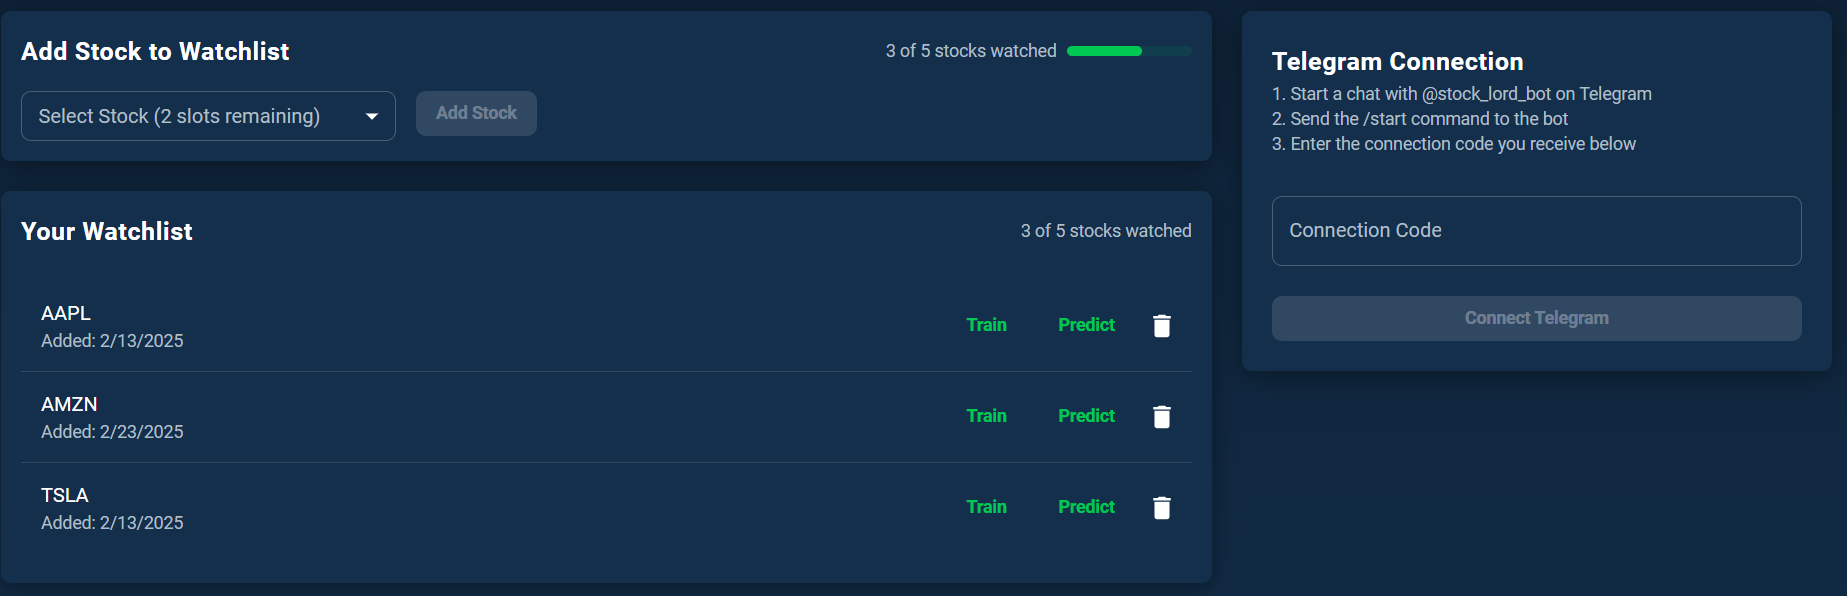 Add Stock to Watchlist
3 of 5 stocks watched
Select Stock (2 slots remaining)
Add Stock
Your Watchlist
3 of 5 stocks watched
AAPL
Added: 2/13/2025
Train
Predict
AMZN
Added: 2/23/2025
Train
Predict
TSLA
Added: 2/13/2025
Train
Predict
Telegram Connection
1. Start a chat with @stock_lord_bot on Telegram
2. Send the /start command to the bot
3. Enter the connection code you receive below
Connection Code
Connect Telegram